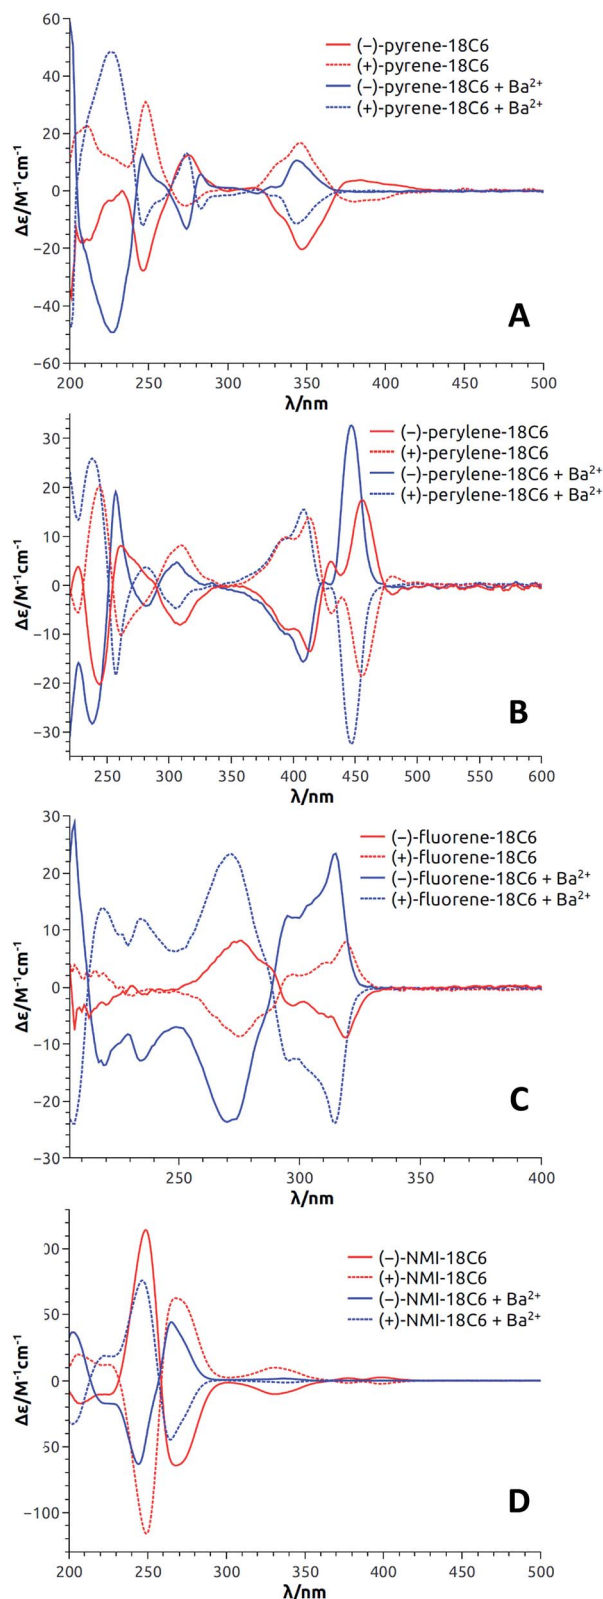 60
40
20
0
−20
−40
−60
Δε/M⁻¹cm⁻¹
(−)-pyrene-18C6
(+)-pyrene-18C6
(−)-pyrene-18C6 + Ba²⁺
(+)-pyrene-18C6 + Ba²⁺
A
200 250 300 350 400 450 500
λ/nm
30
20
10
0
−10
−20
−30
Δε/M⁻¹cm⁻¹
(−)-perylene-18C6
(+)-perylene-18C6
(−)-perylene-18C6 + Ba²⁺
(+)-perylene-18C6 + Ba²⁺
B
250 300 350 400 450 500 550 600
λ/nm
30
20
10
0
−10
−20
−30
Δε/M⁻¹cm⁻¹
(−)-fluorene-18C6
(+)-fluorene-18C6
(−)-fluorene-18C6 + Ba²⁺
(+)-fluorene-18C6 + Ba²⁺
C
250 300 350 400
λ/nm
00
50
0
50
−100
Δε/M⁻¹cm⁻¹
(−)-NMI-18C6
(+)-NMI-18C6
(−)-NMI-18C6 + Ba²⁺
(+)-NMI-18C6 + Ba²⁺
D
200 250 300 350 400 450 500
λ/nm